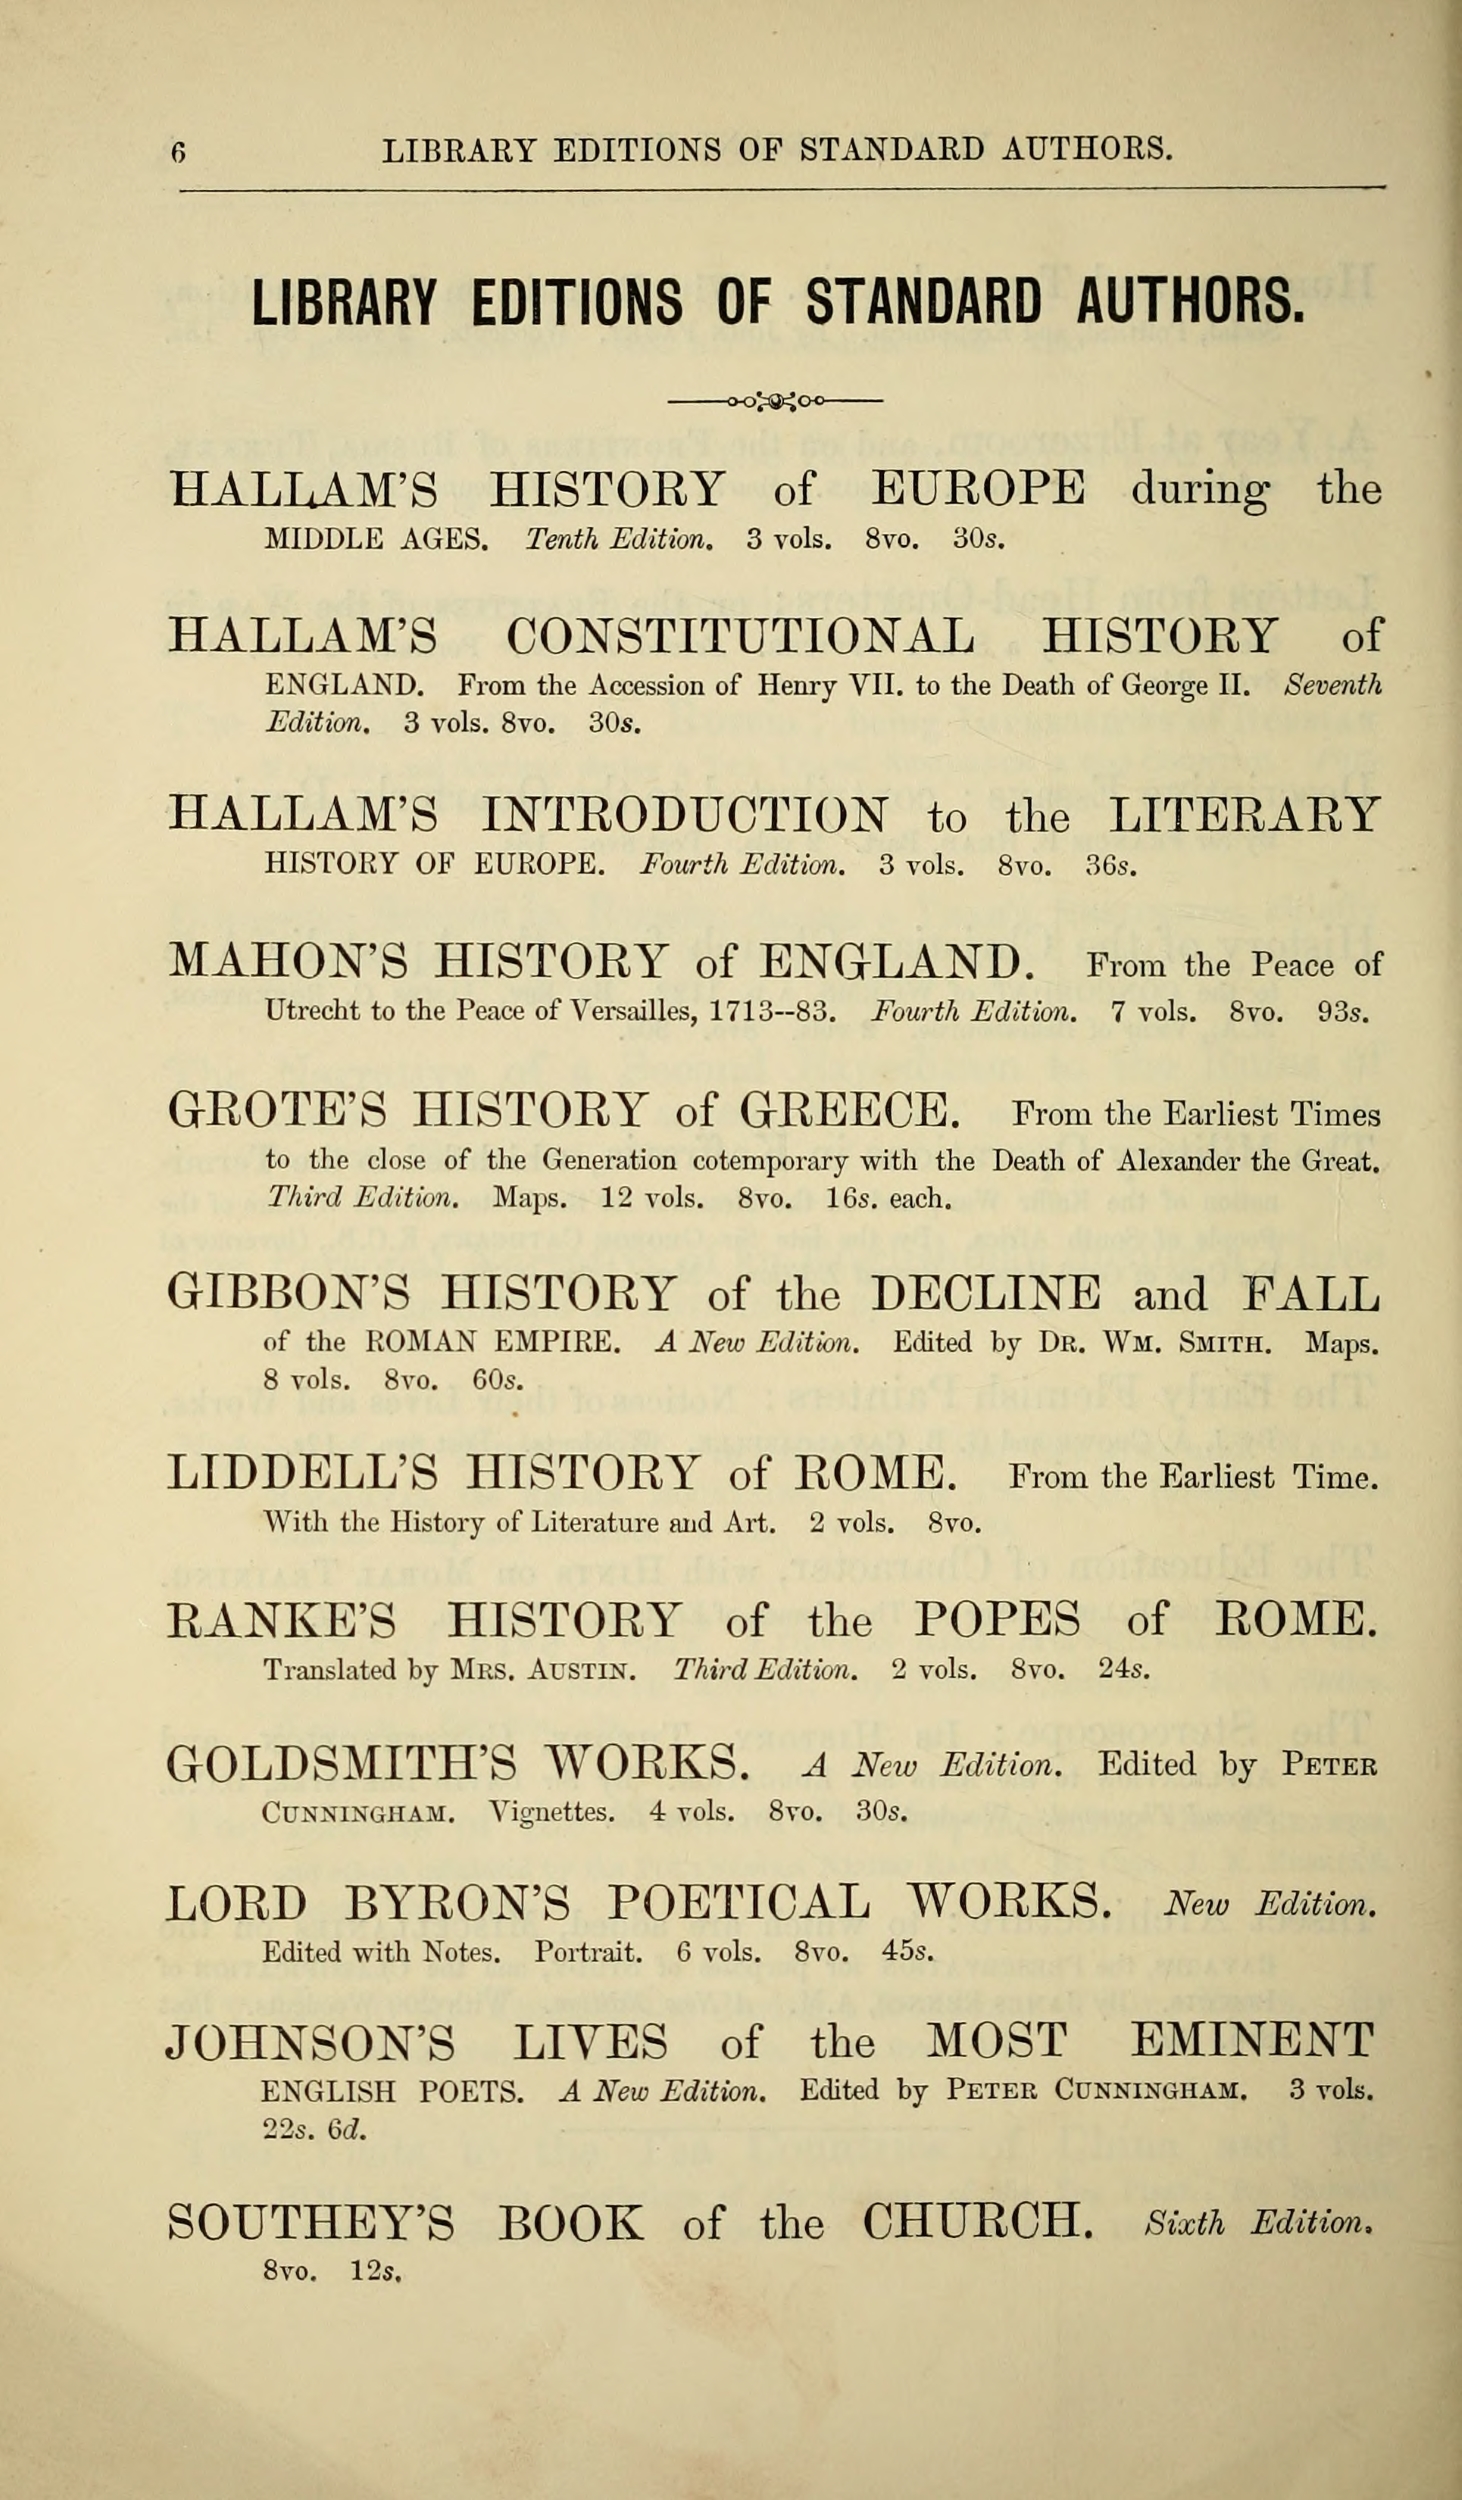 6 LIBRARY EDITIONS OF STANDARD AUTHORS.
LIBRARY EDITIONS OF STANDARD AUTHORS.
HALLAM'S HISTORY of EUROPE during the
MIDDLE AGES. Tenth Edition. 3 vols. 8vo. 30s.
HALLAM'S CONSTITUTIONAL HISTORY of
ENGLAND. From the Accession of Henry VII. to the Death of George II. Seventh
Edition. 3 vols. 8vo. 30s.
HALLAM'S INTRODUCTION to the LITERARY
HISTORY OF EUROPE. Fourth Edition. 3 vols. 8vo. 36s.
MAHON'S HISTORY of ENGLAND. From the Peace of
Utrecht to the Peace of Versailles, 1713--83. Fourth Edition. 7 vols. 8vo. 93s.
GROTE'S HISTORY of GREECE. From the Earliest Times
to the close of the Generation cotemporary with the Death of Alexander the Great.
Third Edition. Maps. 12 vols. 8vo. 16s. each.
GIBBON'S HISTORY of the DECLINE and FALL
of the ROMAN EMPIRE. A New Edition. Edited by DR. WM. SMITH. Maps.
8 vols. 8vo. 60s.
LIDDELL'S HISTORY of ROME. From the Earliest Time.
With the History of Literature and Art. 2 vols. 8vo.
RANKE'S HISTORY of the POPES of ROME.
Translated by MRS. AUSTIN. Third Edition. 2 vols. 8vo. 24s.
GOLDSMITH'S WORKS. A New Edition. Edited by PETER
CUNNINGHAM. Vignettes. 4 vols. 8vo. 30s.
LORD BYRON'S POETICAL WORKS. New Edition.
Edited with Notes. Portrait. 6 vols. 8vo. 45s.
JOHNSON'S LIVES of the MOST EMINENT
ENGLISH POETS. A New Edition. Edited by PETER CUNNINGHAM. 3 vols.
22s. 6d.
SOUTHEY'S BOOK of the CHURCH. Sixth Edition.
8vo. 12s.